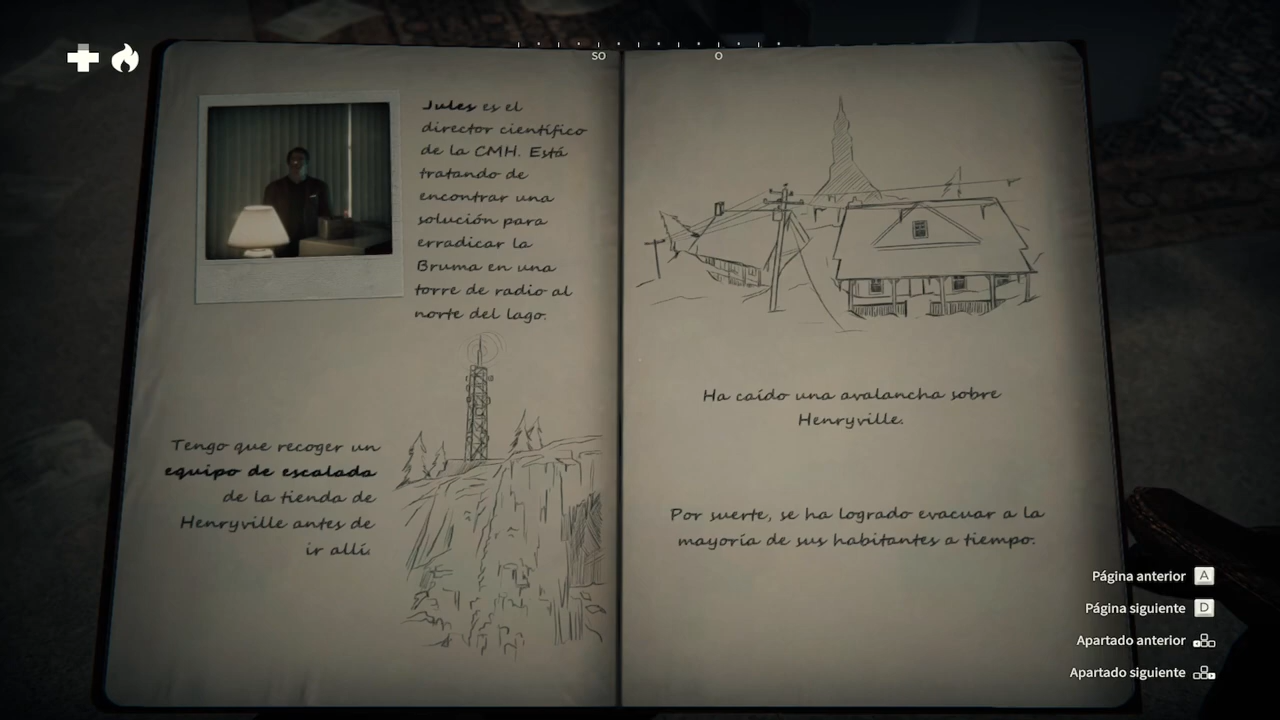 SO
O
Jules es el
director científico
de la CMH. Está
tratando de
encontrar una
solución para
erradicar la
Bruma en una
torre de radio al
norte del lago.
Tengo que recoger un
equipo de escalada
de la tienda de
Henryville antes de
ir allí.
Ha caído una avalancha sobre
Henryville.
Por suerte, se ha logrado evacuar a la
mayoría de sus habitantes a tiempo.
Página anterior A
Página siguiente D
Apartado anterior
Apartado siguiente